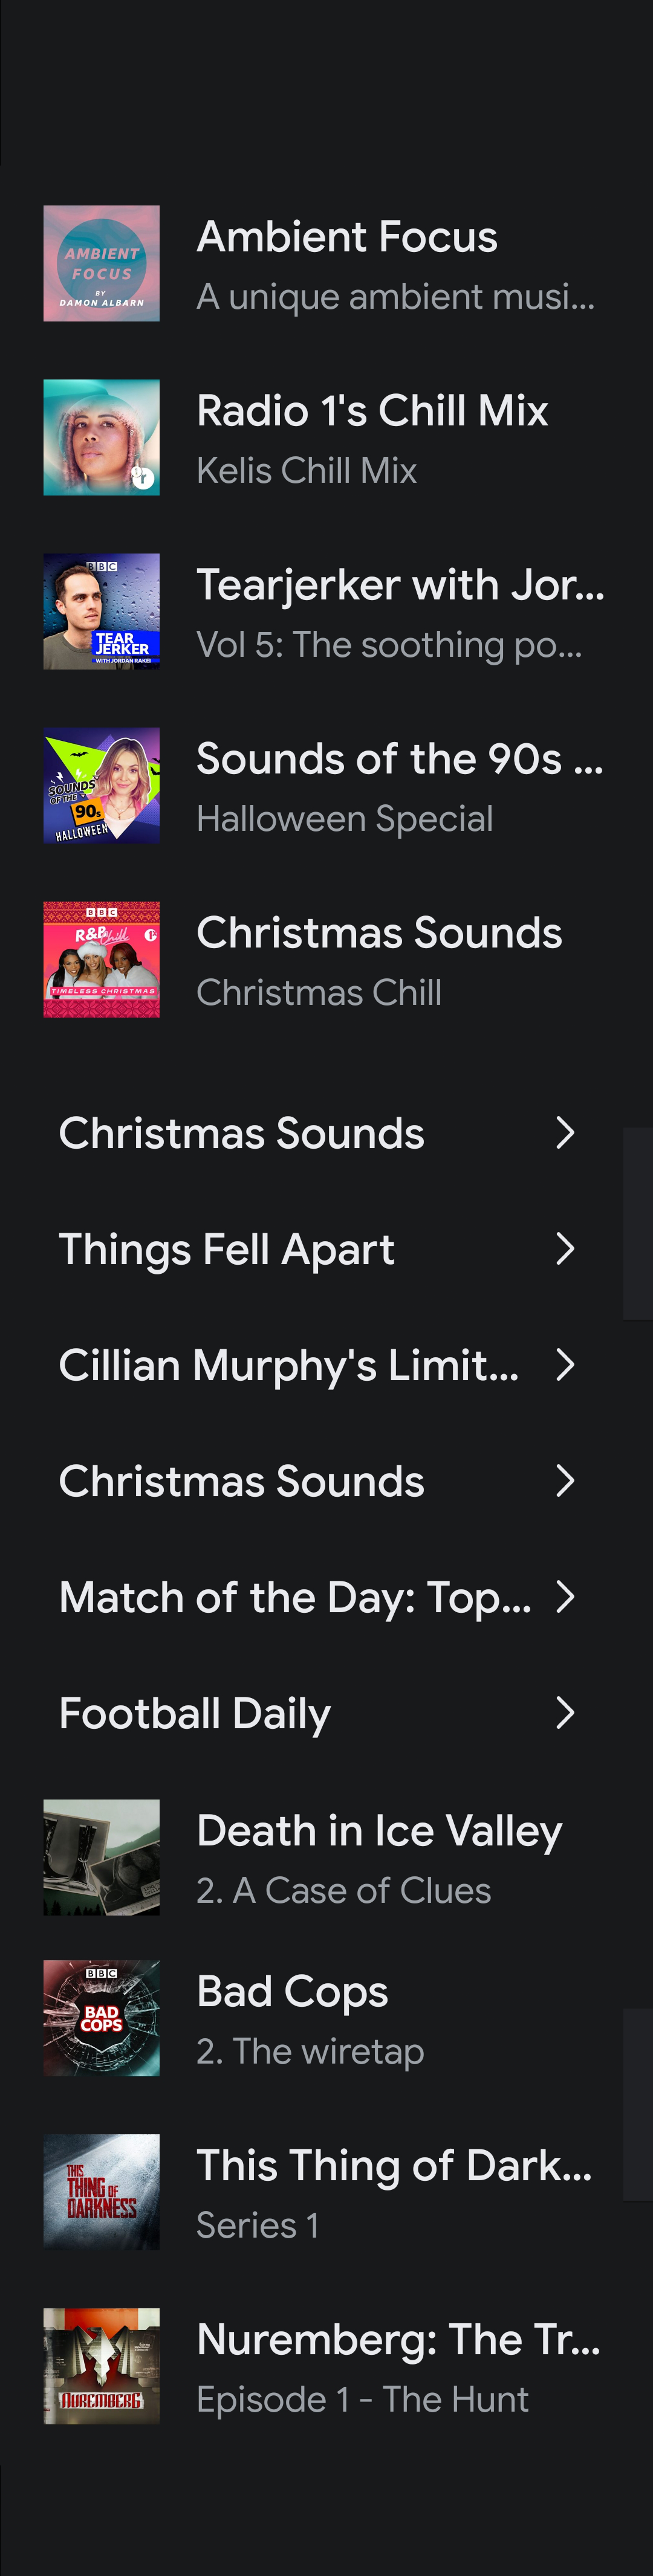 AMBIENT
FOCUS
BY
DAMON ALBARN
Ambient Focus
A unique ambient musi...
Radio 1's Chill Mix
Kelis Chill Mix
BBC
TEAR
JERKER
WITH JORDAN RAKEI
Tearjerker with Jor...
Vol 5: The soothing po...
SOUNDS
OF THE
90s
HALLOWEEN
Sounds of the 90s ...
Halloween Special
BBC
R&B Chill
TIMELESS CHRISTMAS
Christmas Sounds
Christmas Chill
Christmas Sounds
Things Fell Apart
Cillian Murphy's Limit...
Christmas Sounds
Match of the Day: Top...
Football Daily
Death in Ice Valley
2. A Case of Clues
BBC
BAD
COPS
Bad Cops
2. The wiretap
THIS
THING OF
DARKNESS
This Thing of Dark...
Series 1
NUREMBERG
Nuremberg: The Tr...
Episode 1 - The Hunt